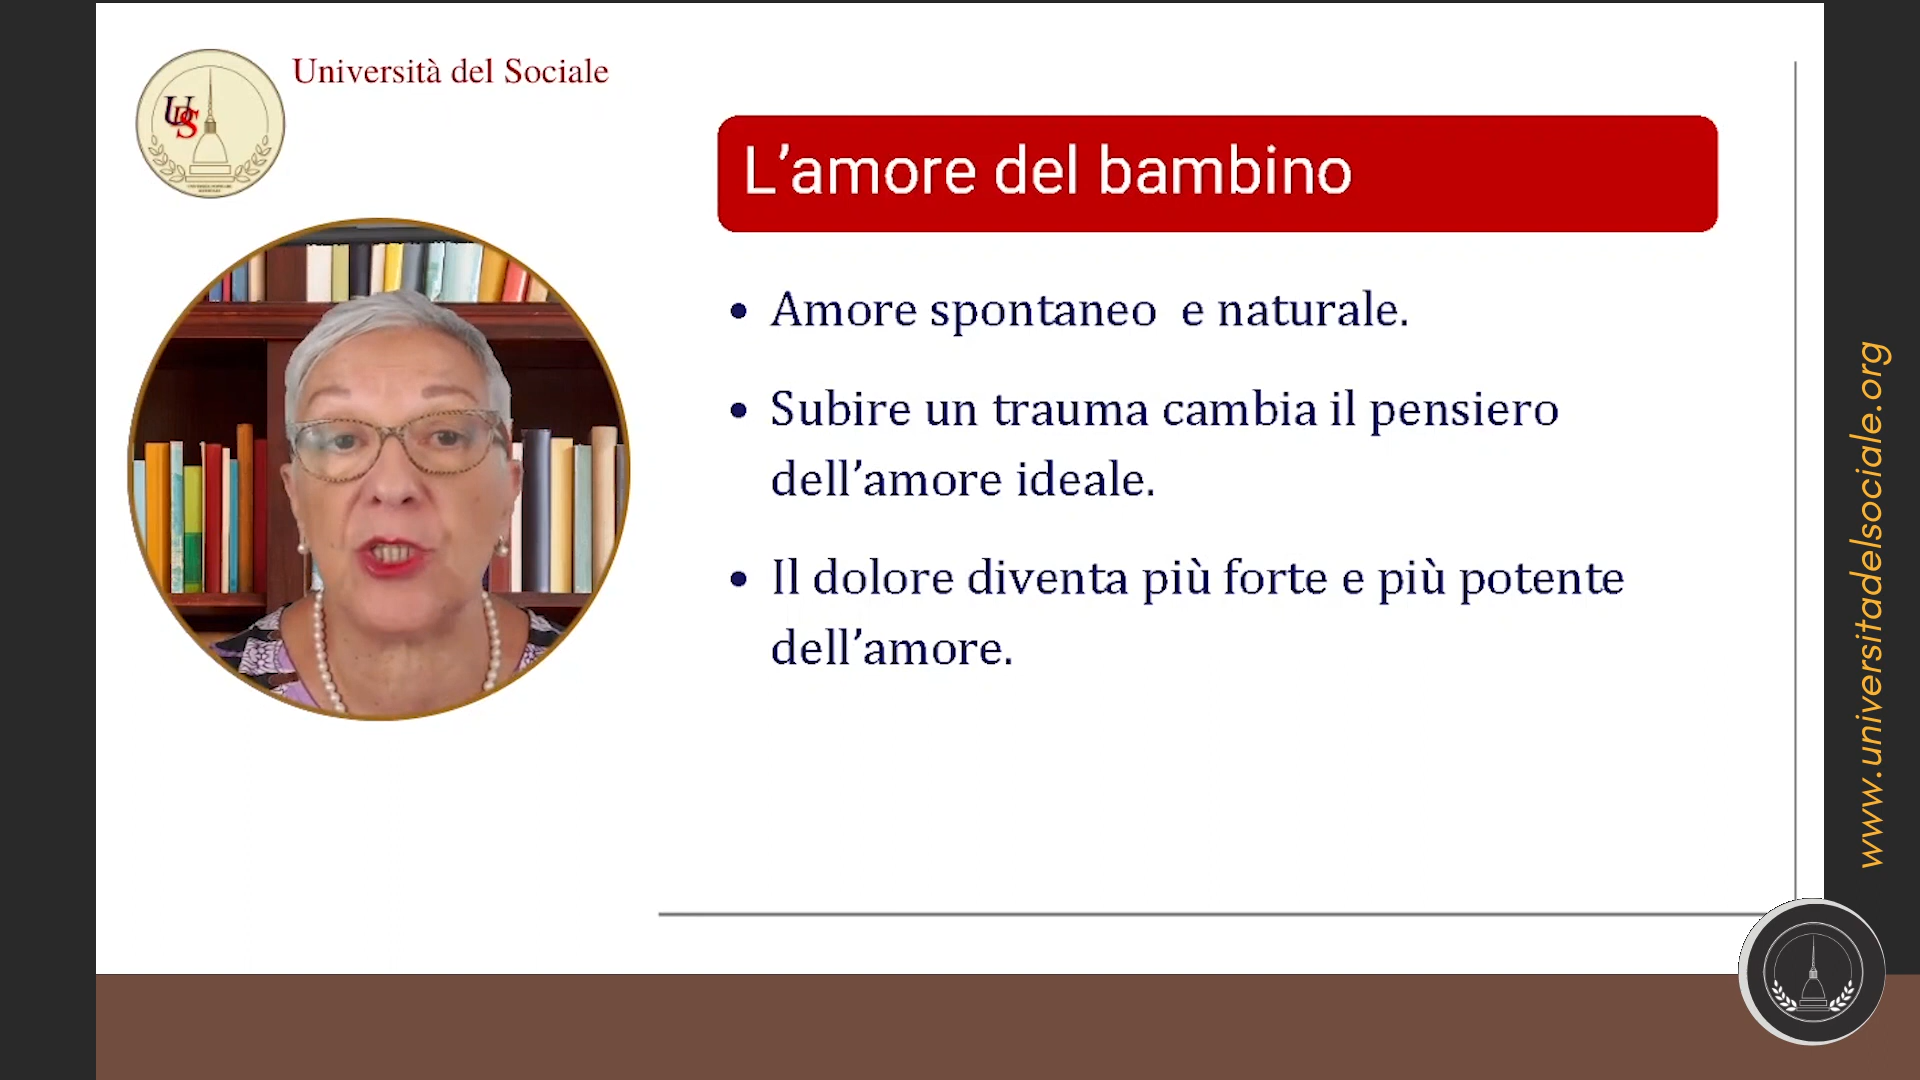 Università del Sociale
UDS
L’amore del bambino
• Amore spontaneo  e naturale.
• Subire un trauma cambia il pensiero
dell’amore ideale.
• Il dolore diventa più forte e più potente
dell’amore.
www.universitadelsociale.org